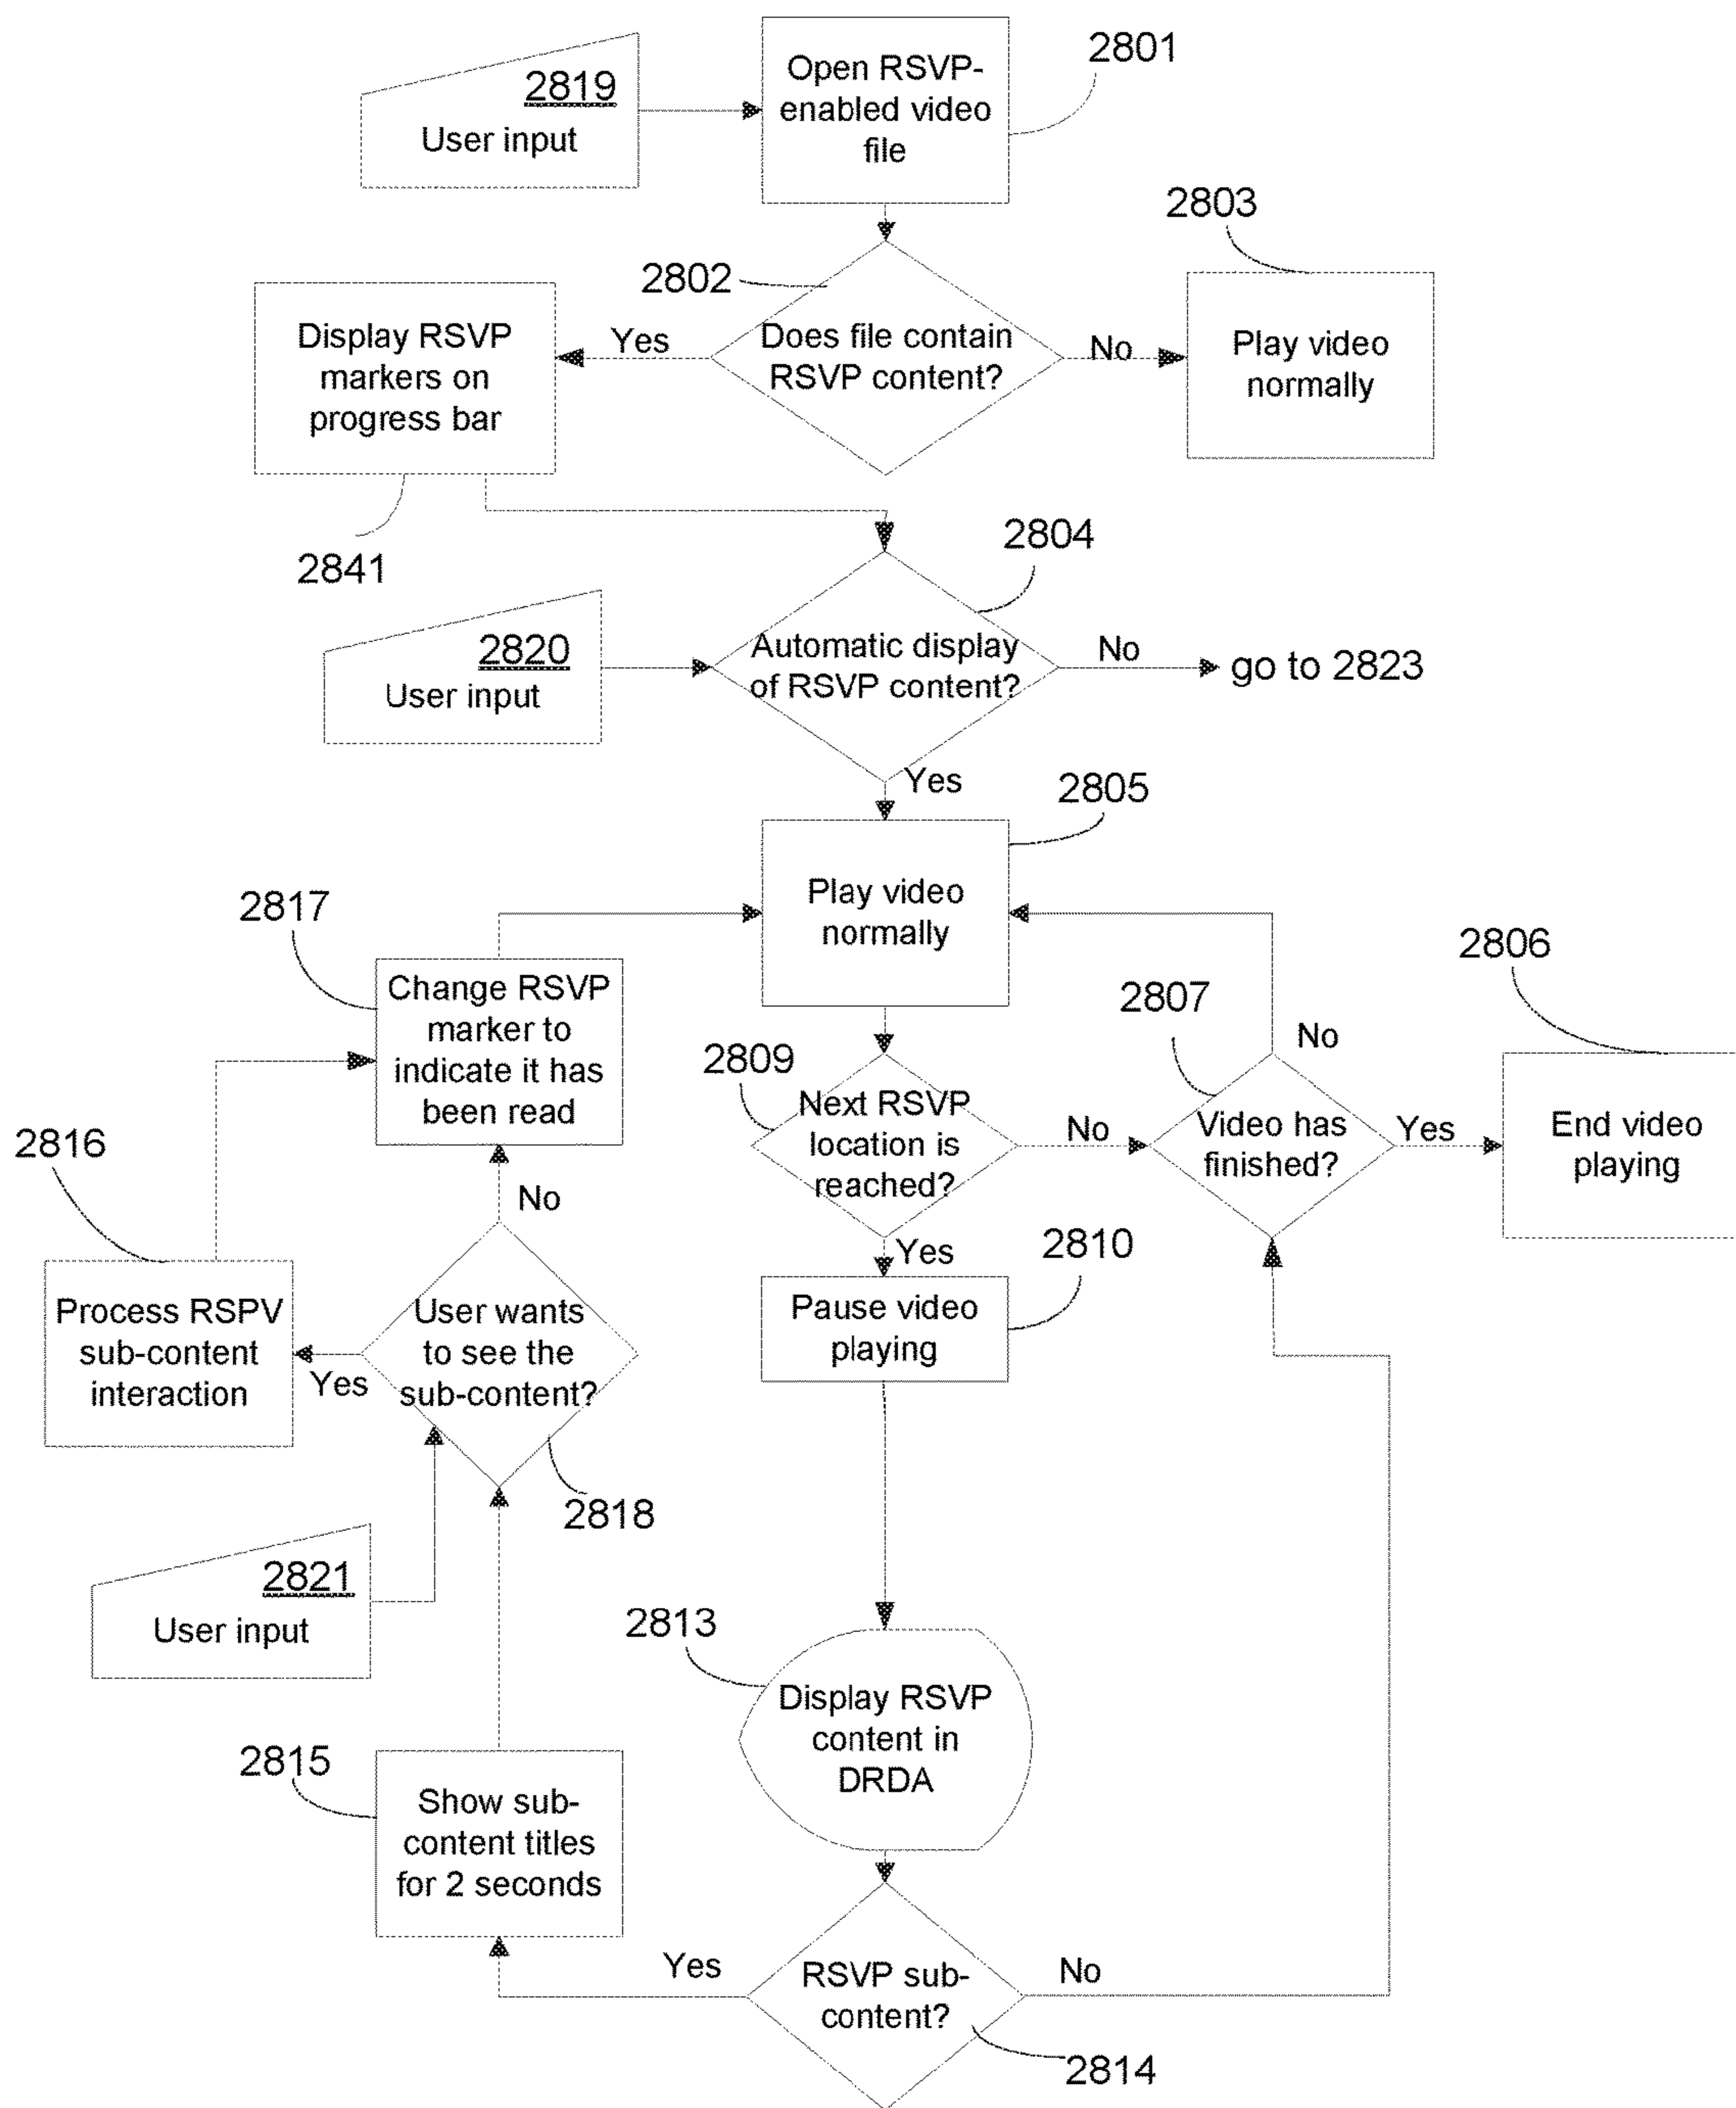 2819
User input
Open RSVP-
enabled video
file
2801
2802
2803
Display RSVP
markers on
progress bar
Yes
Does file contain
RSVP content?
No
Play video
normally
2841
2804
2820
User input
Automatic display
of RSVP content?
No
go to 2823
Yes
2805
Play video
normally
2817
Change RSVP
marker to
indicate it has
been read
2809
Next RSVP
location is
reached?
No
2807
Video has
finished?
No
Yes
2806
End video
playing
2816
Process RSPV
sub-content
interaction
Yes
No
User wants
to see the
sub-content?
2818
Yes
2810
Pause video
playing
2821
User input
2813
Display RSVP
content in
DRDA
2815
Show sub-
content titles
for 2 seconds
Yes
RSVP sub-
content?
No
2814